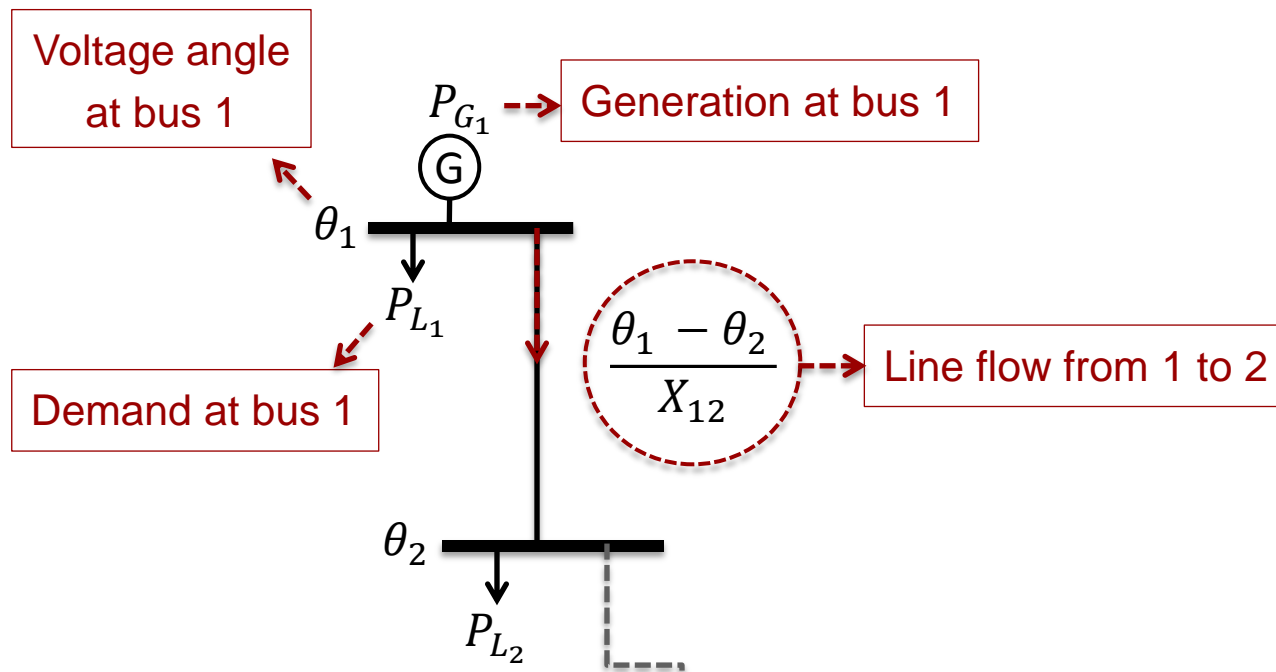 Voltage angle
at bus 1
P_{G_1}
Generation at bus 1
G
θ_1
P_{L_1}
\frac{θ_1 - θ_2}{X_{12}}
Line flow from 1 to 2
Demand at bus 1
θ_2
P_{L_2}